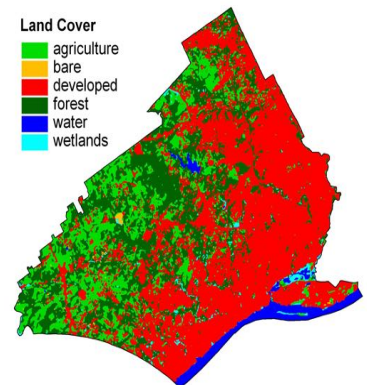 Land Cover
agriculture
bare
developed
forest
water
wetlands